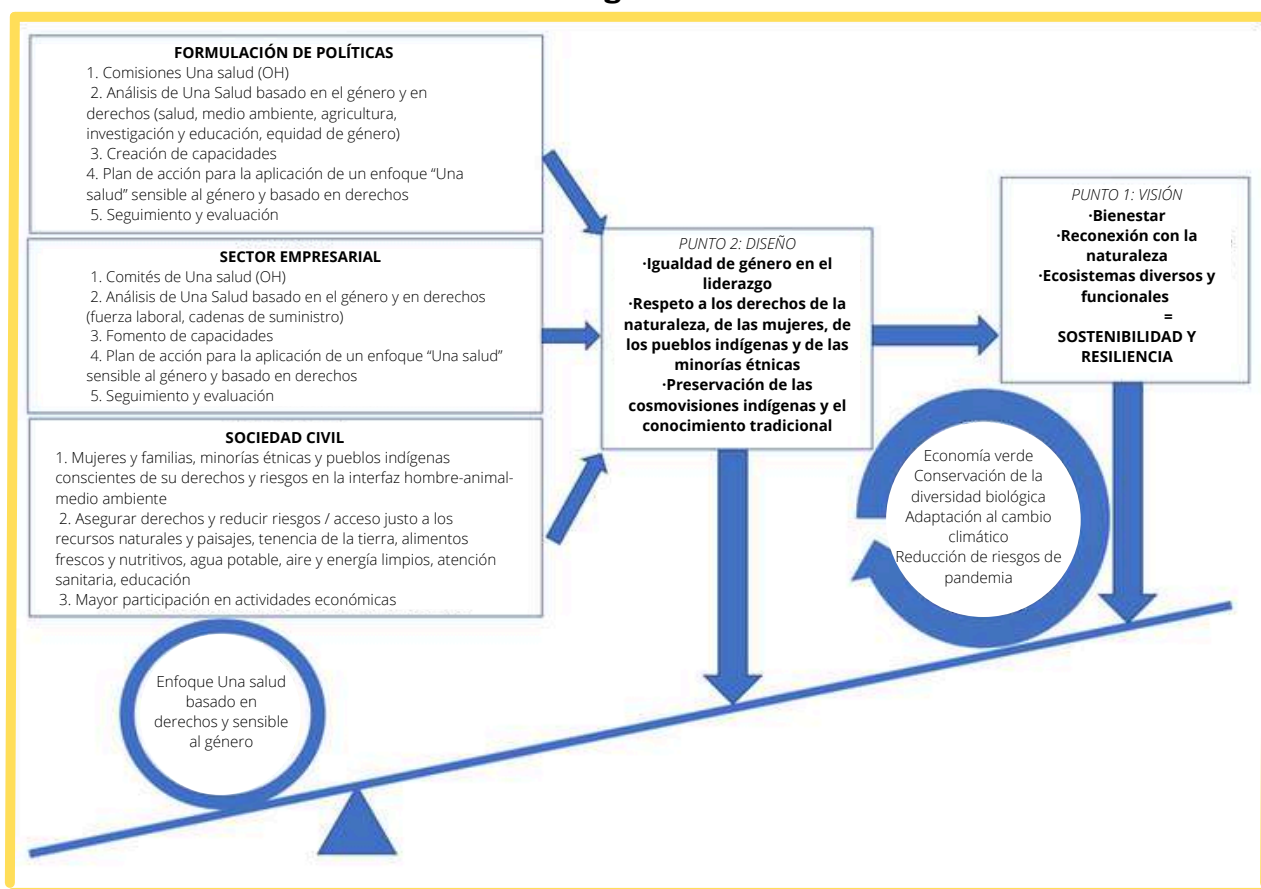 FORMULACIÓN DE POLÍTICAS
1. Comisiones Una salud (OH)
2. Análisis de Una Salud basado en el género y en
derechos (salud, medio ambiente, agricultura,
investigación y educación, equidad de género)
3. Creación de capacidades
4. Plan de acción para la aplicación de un enfoque “Una
salud” sensible al género y basado en derechos
5. Seguimiento y evaluación
SECTOR EMPRESARIAL
1. Comités de Una salud (OH)
2. Análisis de Una Salud basado en el género y en derechos
(fuerza laboral, cadenas de suministro)
3. Fomento de capacidades
4. Plan de acción para la aplicación de un enfoque “Una salud”
sensible al género y basado en derechos
5. Seguimiento y evaluación
SOCIEDAD CIVIL
1. Mujeres y familias, minorías étnicas y pueblos indígenas
conscientes de su derechos y riesgos en la interfaz hombre-animal-
medio ambiente
2. Asegurar derechos y reducir riesgos / acceso justo a los
recursos naturales y paisajes, tenencia de la tierra, alimentos
frescos y nutritivos, agua potable, aire y energía limpios, atención
sanitaria, educación
3. Mayor participación en actividades económicas
PUNTO 2: DISEÑO
·Igualdad de género en el
liderazgo
·Respeto a los derechos de la
naturaleza, de las mujeres, de
los pueblos indígenas y de las
minorías étnicas
·Preservación de las
cosmovisiones indígenas y el
conocimiento tradicional
PUNTO 1: VISIÓN
·Bienestar
·Reconexión con la
naturaleza
·Ecosistemas diversos y
funcionales
=
SOSTENIBILIDAD Y
RESILIENCIA
Economía verde
Conservación de la
diversidad biológica
Adaptación al cambio
climático
Reducción de riesgos de
pandemia
Enfoque Una salud
basado en
derechos y sensible
al género